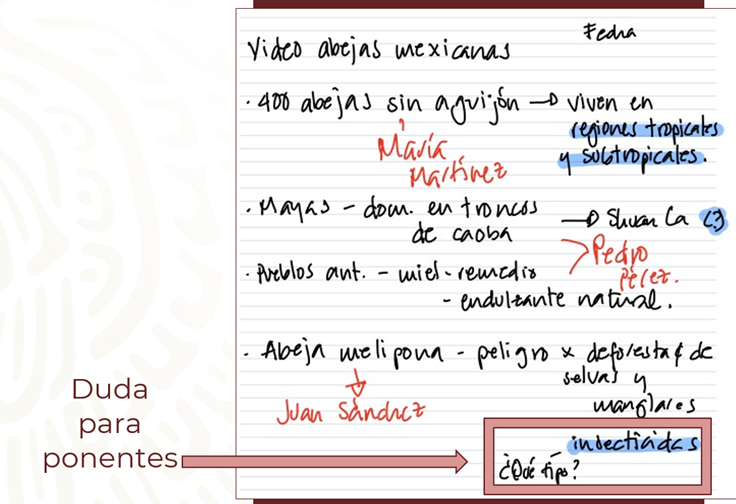 Fecha
Video abejas mexicanas
· 400 abejas sin aguijón → viven en
regiones tropicales
y subtropicales.
María
Martínez
· Mayas - dom. en troncos → Shuan Ca
de caoba
Pedro
Pérez.
· Pueblos ant. - miel - remedio
- endulzante natural.
· Abeja melipona - peligro x deforestac de
selvas y
manglares
Juan Sánchez
insecticidas
¿Qué tipo?
Duda
para
ponentes